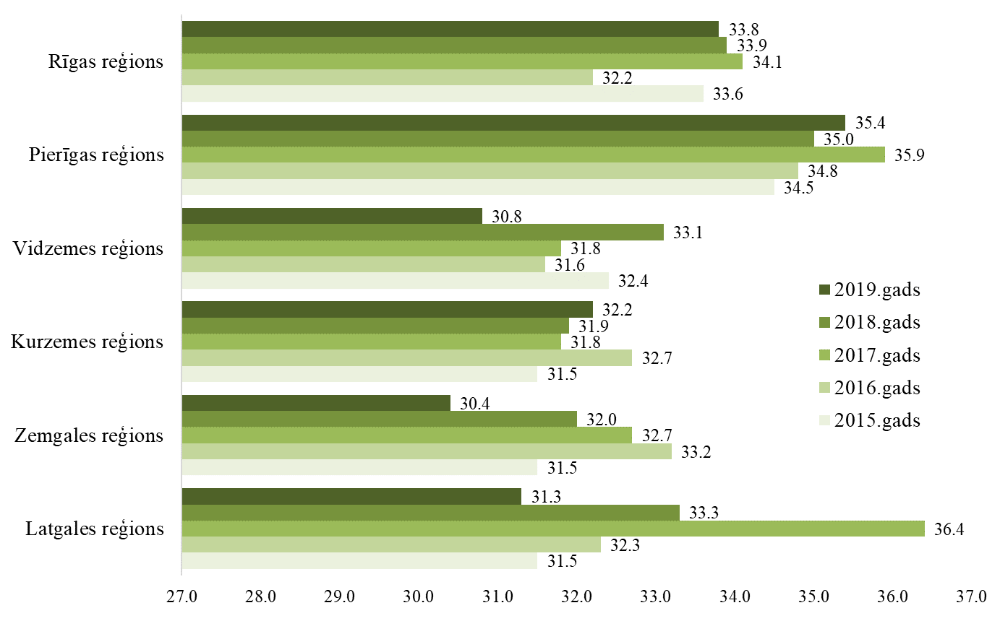 Rīgas reģions
33.8
33.9
34.1
32.2
33.6
Pierīgas reģions
35.4
35.0
35.9
34.8
34.5
Vidzemes reģions
30.8
33.1
31.8
31.6
32.4
Kurzemes reģions
32.2
31.9
31.8
32.7
31.5
Zemgales reģions
30.4
32.0
32.7
33.2
31.5
Latgales reģions
31.3
33.3
36.4
32.3
31.5
2019.gads
2018.gads
2017.gads
2016.gads
2015.gads
27.0 28.0 29.0 30.0 31.0 32.0 33.0 34.0 35.0 36.0 37.0